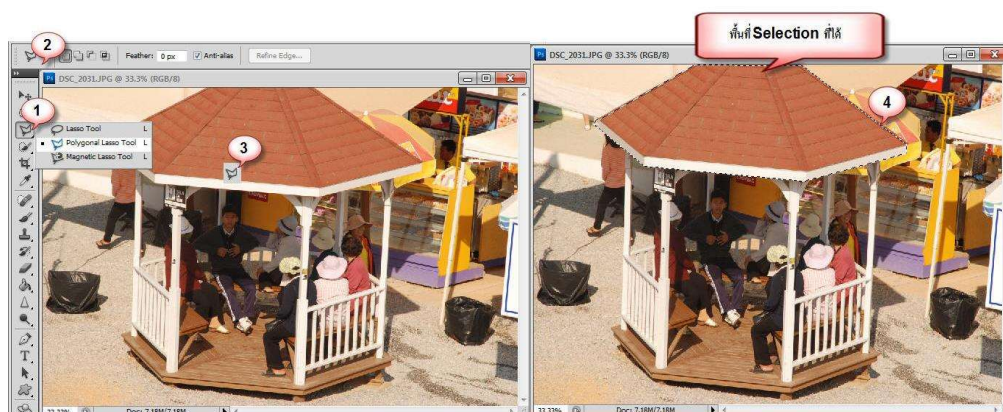 พื้นที่ Selection ที่ได้
2
Feather: 0 px Anti-alias Refine Edge...
DSC_2031.JPG @ 33.3% (RGB/8)
DSC_2031.JPG @ 33.3% (RGB/8)
1
Lasso Tool L
Polygonal Lasso Tool L
Magnetic Lasso Tool L
3
4
33.33% Doc: 7.18M/7.18M
33.33% Doc: 7.18M/7.18M